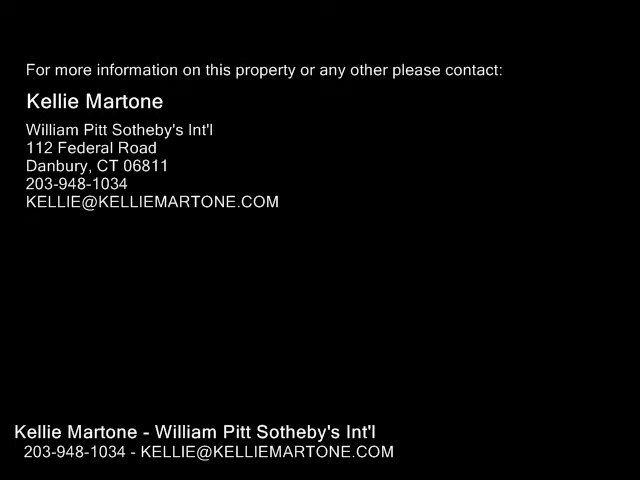 For more information on this property or any other please contact:
Kellie Martone
William Pitt Sotheby's Int'l
112 Federal Road
Danbury, CT 06811
203-948-1034
KELLIE@KELLIEMARTONE.COM
Kellie Martone - William Pitt Sotheby's Int'l
203-948-1034 - KELLIE@KELLIEMARTONE.COM